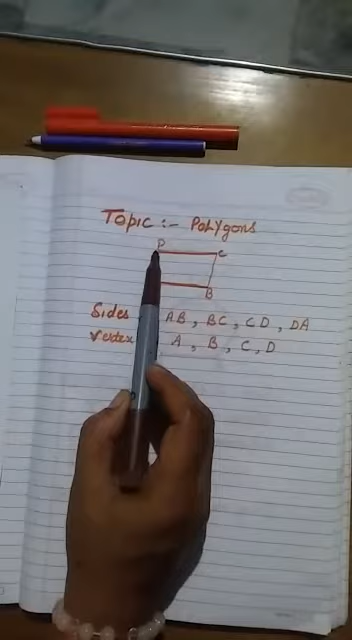 Topic :- Polygons
D C
B
Sides AB, BC, CD, DA
Vertex A, B, C, D